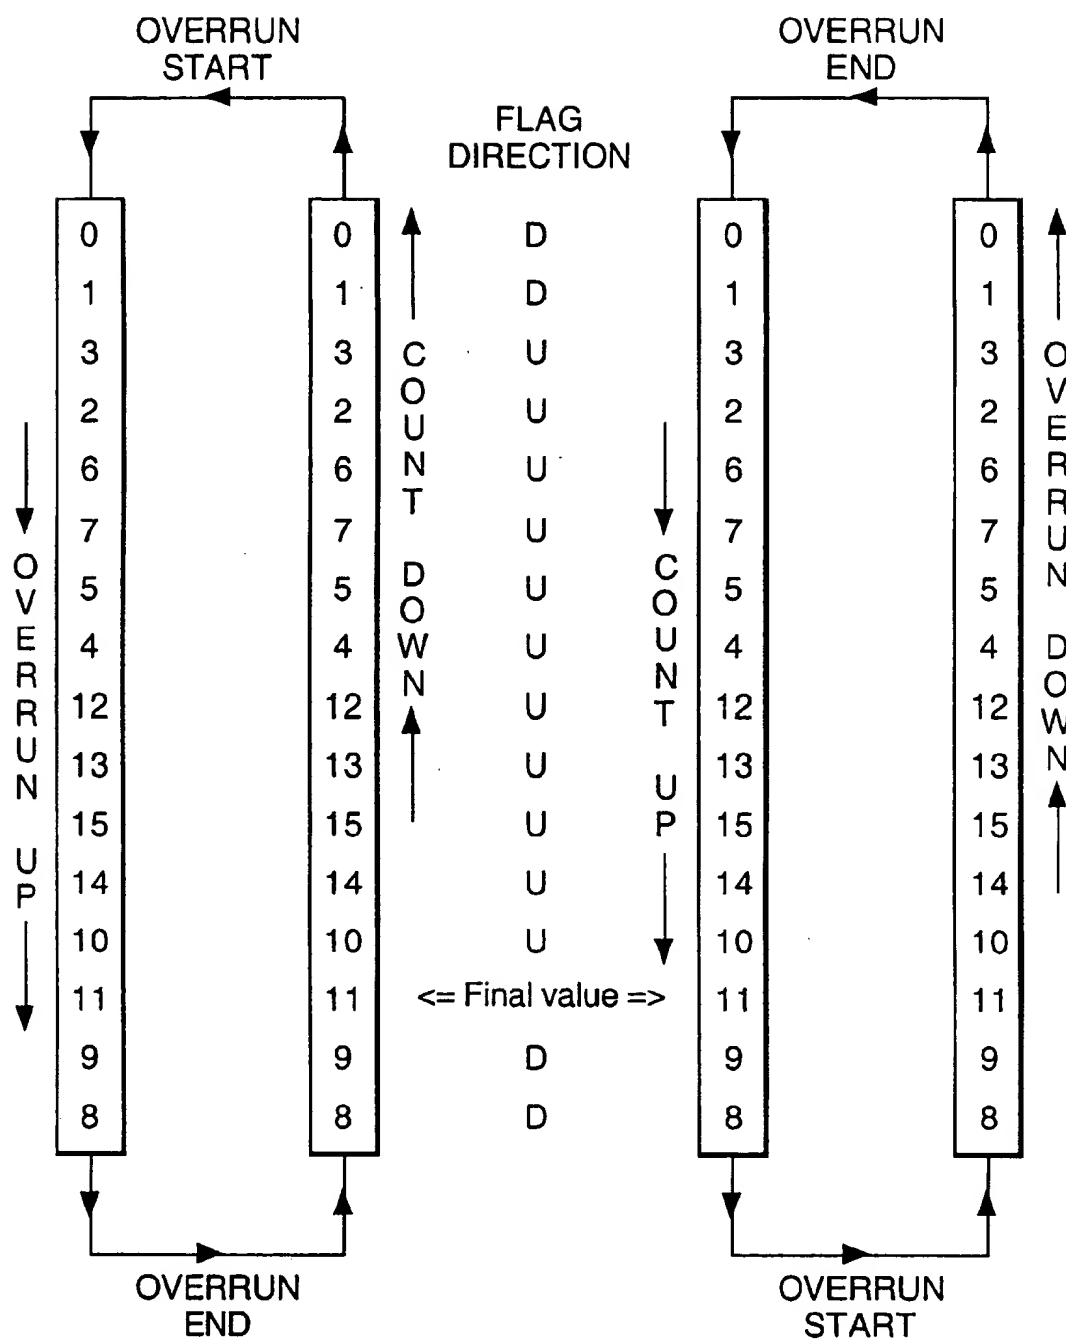 OVERRUN
START
OVERRUN
END
FLAG
DIRECTION
0 0 D 0 0
1 1 D 1 1
3 3 U 3 3
2 2 U 2 2
6 6 U 6 6
7 7 U 7 7
5 5 U 5 5
4 4 U 4 4
12 12 U 12 12
13 13 U 13 13
15 15 U 15 15
14 14 U 14 14
10 10 U 10 10
11 11 <= Final value => 11 11
9 9 D 9 9
8 8 D 8 8
OVERRUN UP
COUNT DOWN
COUNT UP
OVERRUN DOWN
OVERRUN
END
OVERRUN
START